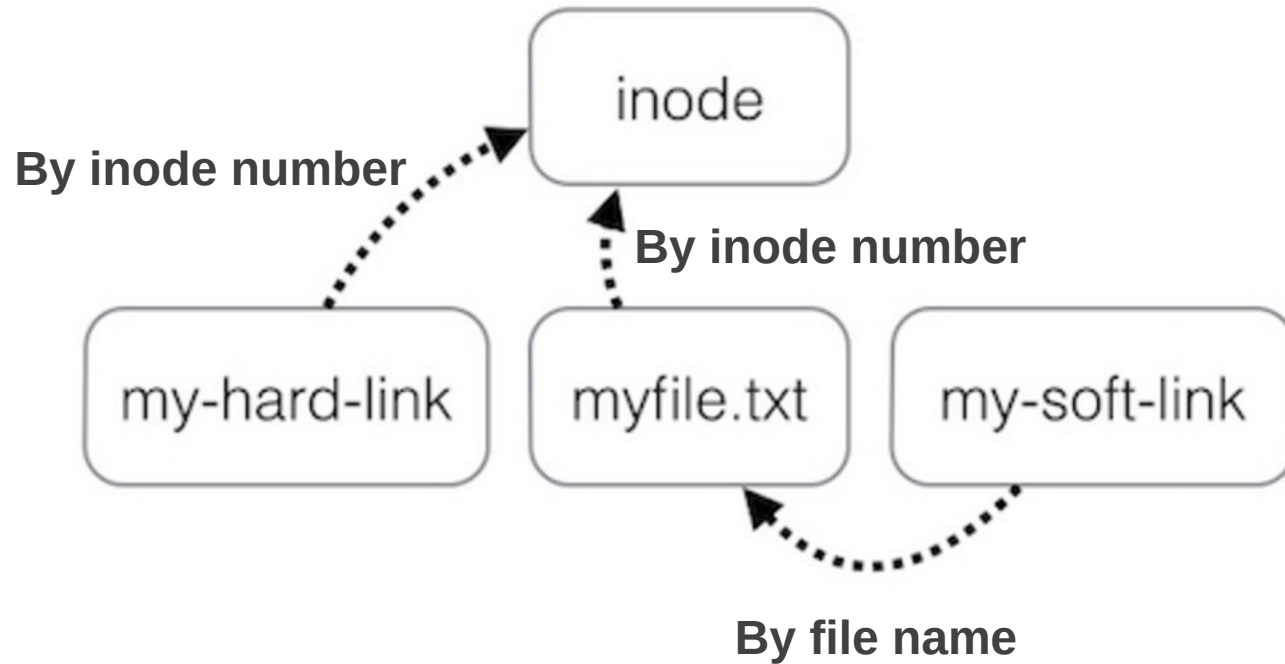 inode
By inode number
By inode number
my-hard-link
myfile.txt
my-soft-link
By file name